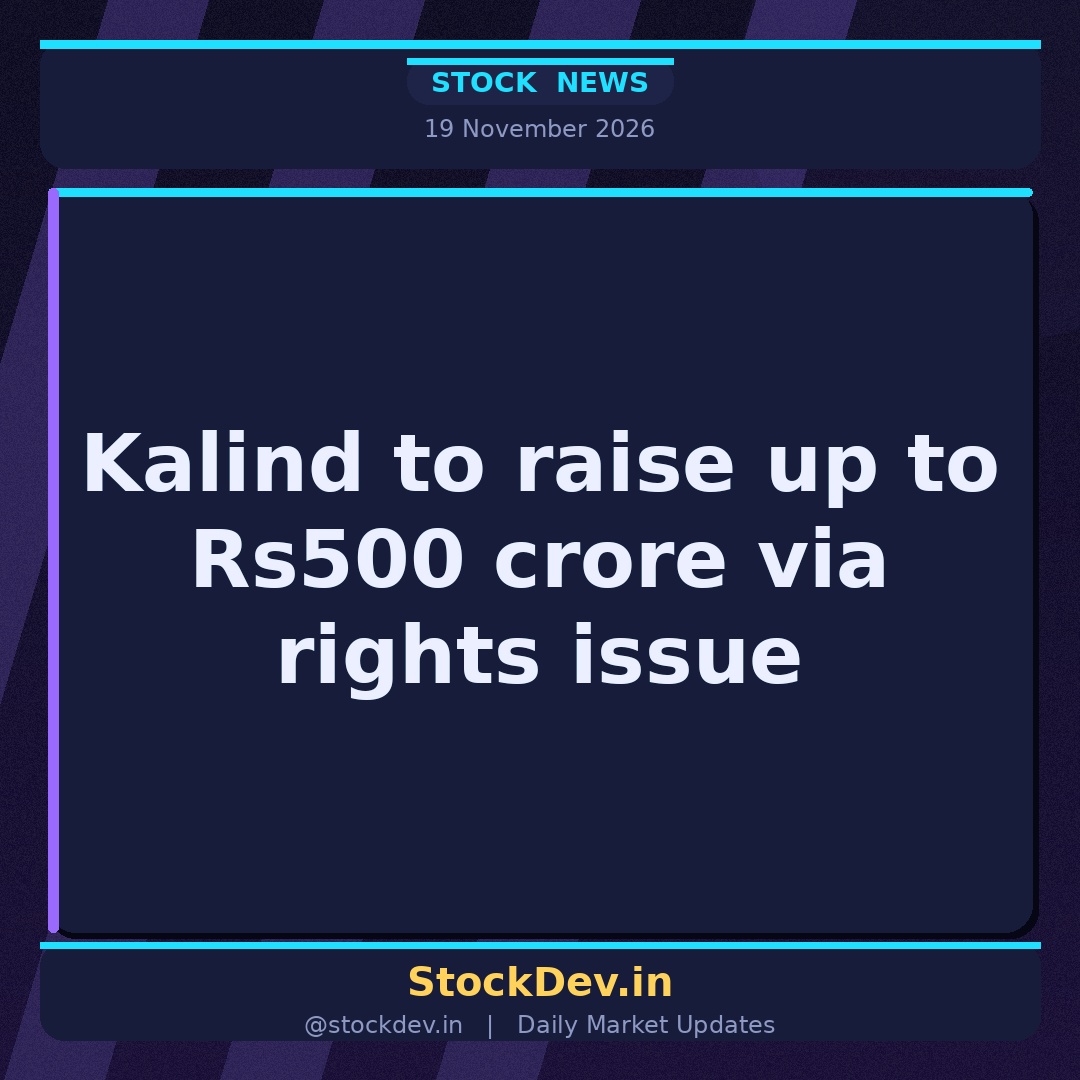 STOCK NEWS
19 November 2026
Kalind to raise up to
Rs500 crore via
rights issue
StockDev.in
@stockdev.in | Daily Market Updates